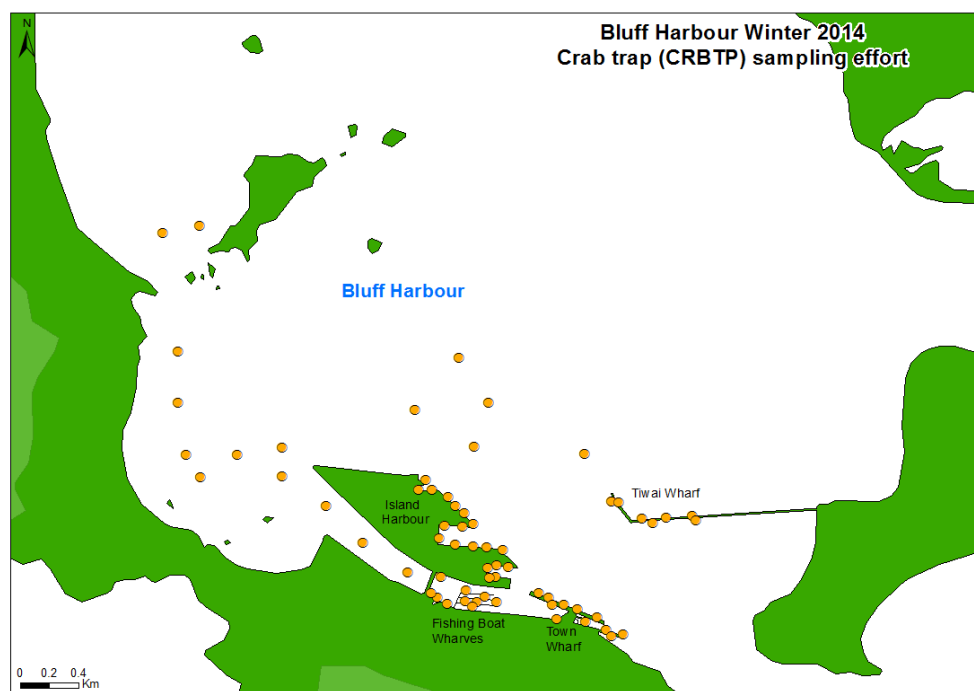 N
Bluff Harbour Winter 2014
Crab trap (CRBTP) sampling effort
Bluff Harbour
Tiwai Wharf
Island
Harbour
Fishing Boat
Wharves
Town
Wharf
0 0.2 0.4
Km